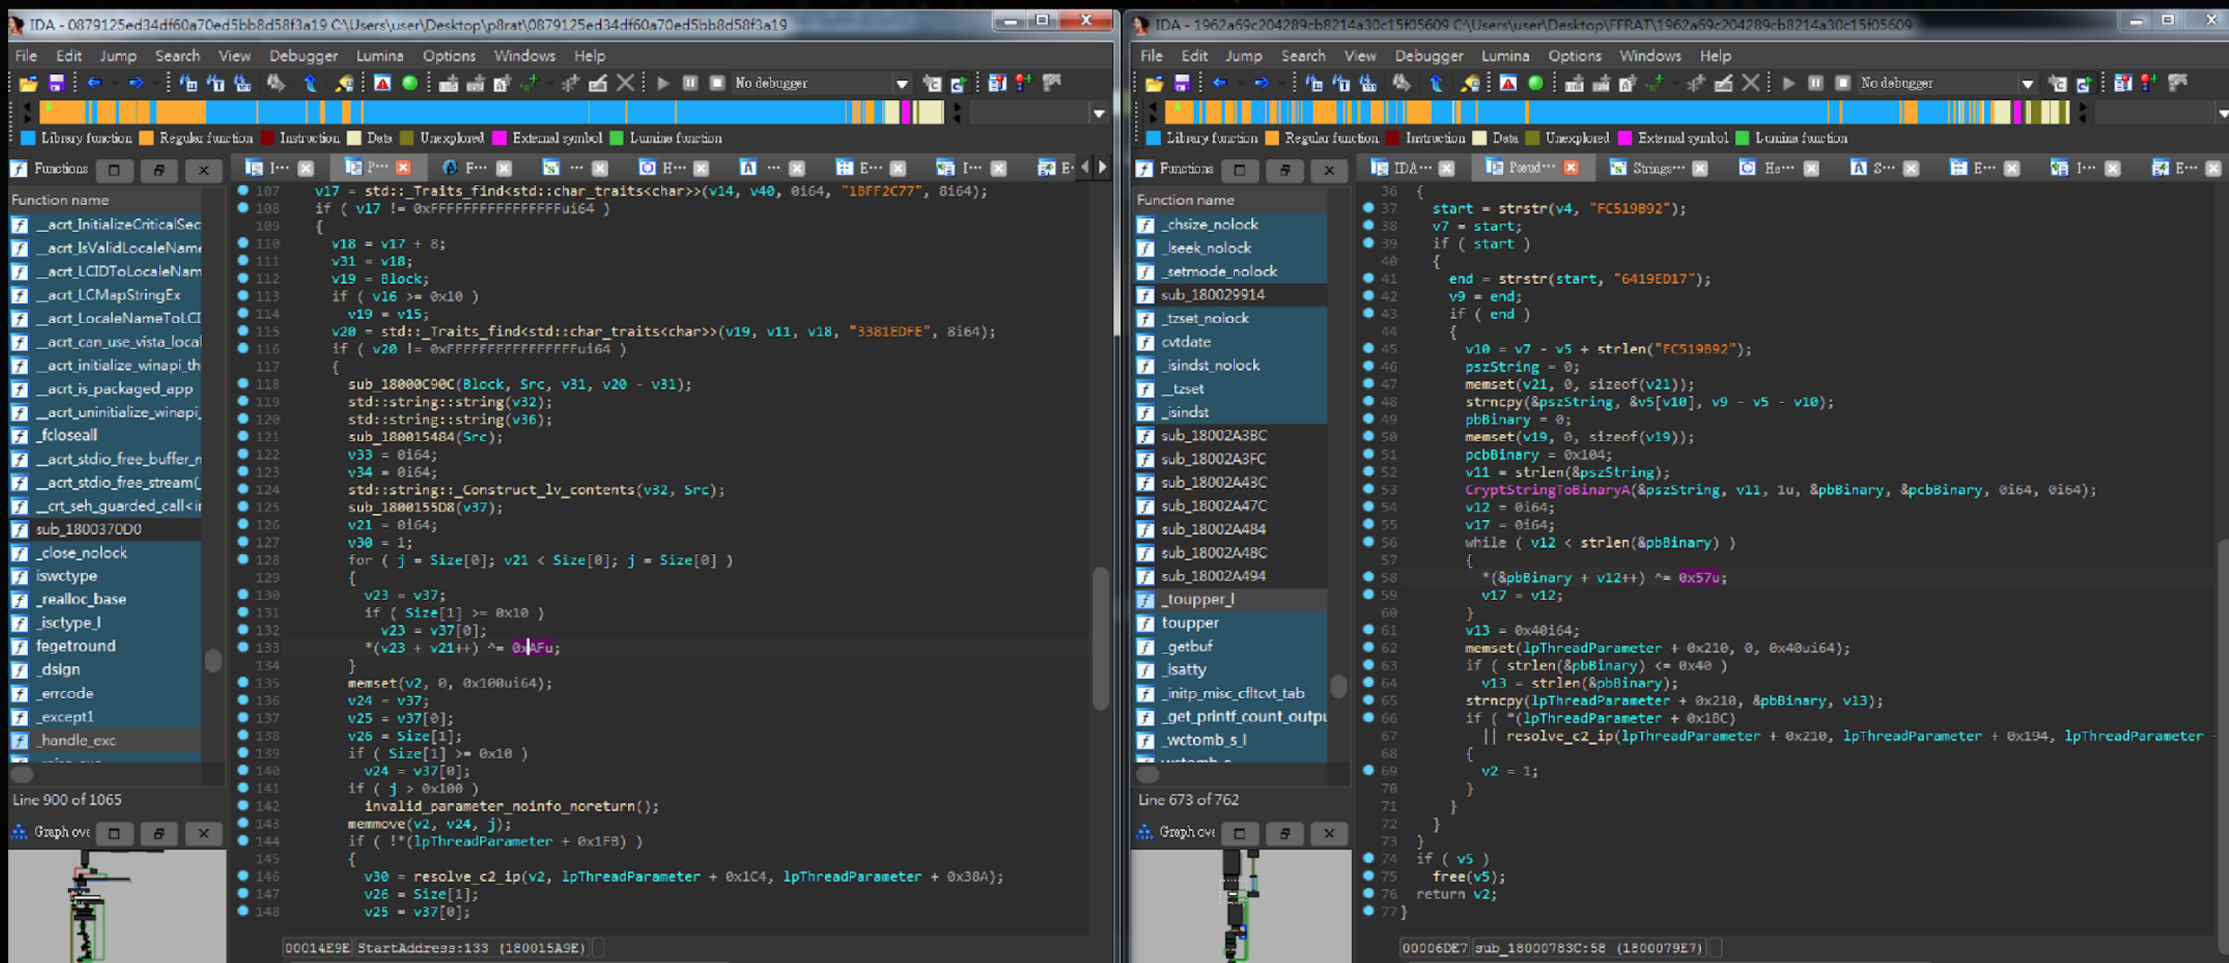 IDA - 0879125ed34df60a70ed5bb8d58f3a19 C:\Users\user\Desktop\p8rat\0879125ed34df60a70ed5bb8d58f3a19
File Edit Jump Search View Debugger Lumina Options Windows Help
No debugger
Library function Regular function Instruction Data Unexplored External symbol Lumina function
Functions
I··· P··· F··· ··· H··· A ··· E··· I··· E·
Function name
__acrt_InitializeCriticalSec
__acrt_IsValidLocaleName
__acrt_LCIDToLocaleNam
__acrt_LCMapStringEx
__acrt_LocaleNameToLCI
__acrt_can_use_vista_local
__acrt_initialize_winapi_th
__acrt_is_packaged_app
__acrt_uninitialize_winapi_
_fcloseall
__acrt_stdio_free_buffer_n
__acrt_stdio_free_stream(
__crt_seh_guarded_call<in
sub_1800370D0
_close_nolock
iswctype
_realloc_base
_isctype_l
fegetround
_dsign
_errcode
_except1
_handle_exc
Line 900 of 1065
Graph ove
107 v17 = std::_Traits_find<std::char_traits<char>>(v14, v40, 0i64, "1BFF2C77", 8i64);
108 if ( v17 != 0xFFFFFFFFFFFFFFFFui64 )
109 {
110 v18 = v17 + 8;
111 v31 = v18;
112 v19 = Block;
113 if ( v16 >= 0x10 )
114 v19 = v15;
115 v20 = std::_Traits_find<std::char_traits<char>>(v19, v11, v18, "3381EDFE", 8i64);
116 if ( v20 != 0xFFFFFFFFFFFFFFFFui64 )
117 {
118 sub_18000C90C(Block, Src, v31, v20 - v31);
119 std::string::string(v32);
120 std::string::string(v36);
121 sub_180015484(Src);
122 v33 = 0i64;
123 v34 = 0i64;
124 std::string::_Construct_lv_contents(v32, Src);
125 sub_1800155D8(v37);
126 v21 = 0i64;
127 v30 = 1;
128 for ( j = Size[0]; v21 < Size[0]; j = Size[0] )
129 {
130 v23 = v37;
131 if ( Size[1] >= 0x10 )
132 v23 = v37[0];
133 *(v23 + v21++) ^= 0xAFu;
134 }
135 memset(v2, 0, 0x100ui64);
136 v24 = v37;
137 v25 = v37[0];
138 v26 = Size[1];
139 if ( Size[1] >= 0x10 )
140 v24 = v37[0];
141 if ( j > 0x100 )
142 invalid_parameter_noinfo_noreturn();
143 memmove(v2, v24, j);
144 if ( !*(lpThreadParameter + 0x1F8) )
145 {
146 v30 = resolve_c2_ip(v2, lpThreadParameter + 0x1C4, lpThreadParameter + 0x38A);
147 v26 = Size[1];
148 v25 = v37[0];
00014E9E StartAddress:133 (180015A9E)
IDA - 1962a69c204289cb8214a30c15f05609 C:\Users\user\Desktop\FFRAT\1962a69c204289cb8214a30c15f05609
File Edit Jump Search View Debugger Lumina Options Windows Help
No debugger
Library function Regular function Instruction Data Unexplored External symbol Lumina function
Functions
IDA··· Pseud··· Strings··· He··· S··· E··· I··· E···
Function name
_chsize_nolock
_lseek_nolock
_setmode_nolock
sub_180029914
_tzset_nolock
cvtdate
_isindst_nolock
__tzset
_isindst
sub_18002A3BC
sub_18002A3FC
sub_18002A43C
sub_18002A47C
sub_18002A484
sub_18002A48C
sub_18002A494
_toupper_l
toupper
_getbuf
_isatty
_initp_misc_cfltcvt_tab
_get_printf_count_outpu
_wctomb_s_l
wctomb_s
Line 673 of 762
Graph ove
36 {
37 start = strstr(v4, "FC519B92");
38 v7 = start;
39 if ( start )
40 {
41 end = strstr(start, "6419ED17");
42 v9 = end;
43 if ( end )
44 {
45 v10 = v7 - v5 + strlen("FC519B92");
46 pszString = 0;
47 memset(v21, 0, sizeof(v21));
48 strncpy(&pszString, &v5[v10], v9 - v5 - v10);
49 pbBinary = 0;
50 memset(v19, 0, sizeof(v19));
51 pcbBinary = 0x104;
52 v11 = strlen(&pszString);
53 CryptStringToBinaryA(&pszString, v11, 1u, &pbBinary, &pcbBinary, 0i64, 0i64);
54 v12 = 0i64;
55 v17 = 0i64;
56 while ( v12 < strlen(&pbBinary) )
57 {
58 *(&pbBinary + v12++) ^= 0x57u;
59 v17 = v12;
60 }
61 v13 = 0x40i64;
62 memset(lpThreadParameter + 0x210, 0, 0x40ui64);
63 if ( strlen(&pbBinary) <= 0x40 )
64 v13 = strlen(&pbBinary);
65 strncpy(lpThreadParameter + 0x210, &pbBinary, v13);
66 if ( *(lpThreadParameter + 0x1BC)
67 || resolve_c2_ip(lpThreadParameter + 0x210, lpThreadParameter + 0x194, lpThreadParameter -
68 {
69 v2 = 1;
70 }
71 }
72 }
73 }
74 if ( v5 )
75 free(v5);
76 return v2;
77 }
00006DE7 sub_18000783C:58 (1800079E7)